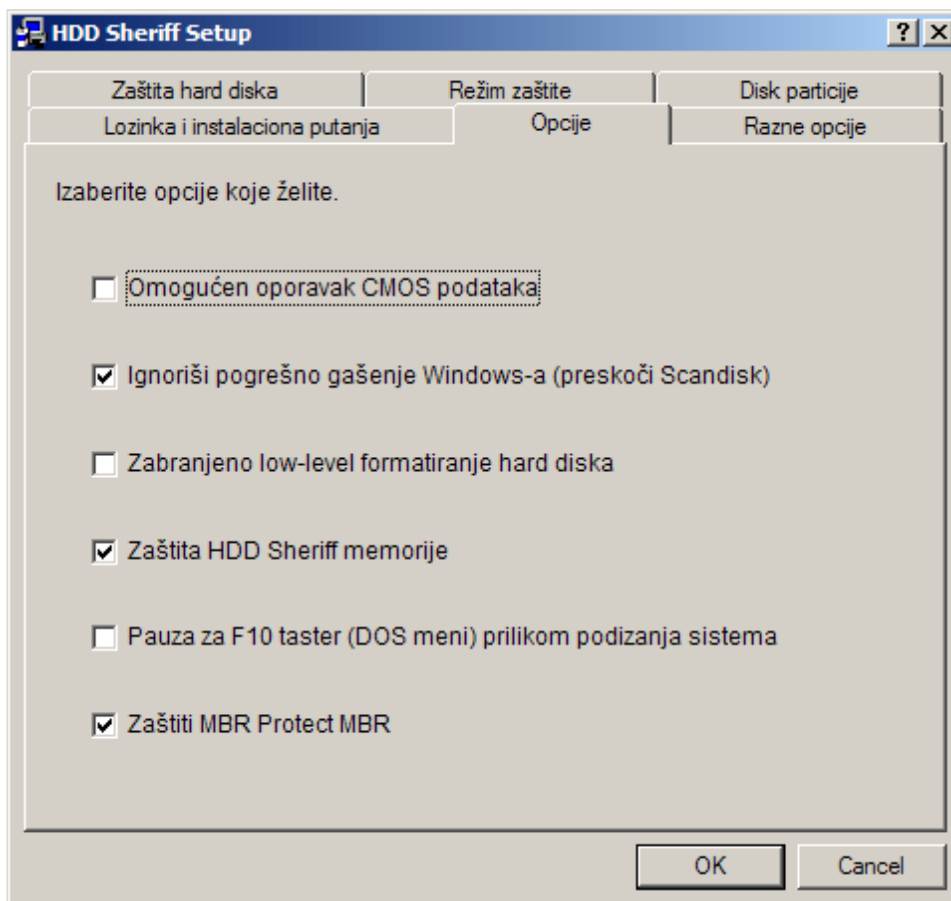 HDD Sheriff Setup
Zaštita hard diska
Režim zaštite
Disk particije
Lozinka i instalaciona putanja
Opcije
Razne opcije
Izaberite opcije koje želite.
Omogućen oporavak CMOS podataka
Ignoriši pogrešno gašenje Windows-a (preskoči Scandisk)
Zabranjeno low-level formatiranje hard diska
Zaštita HDD Sheriff memorije
Pauza za F10 taster (DOS meni) prilikom podizanja sistema
Zaštiti MBR Protect MBR
OK
Cancel